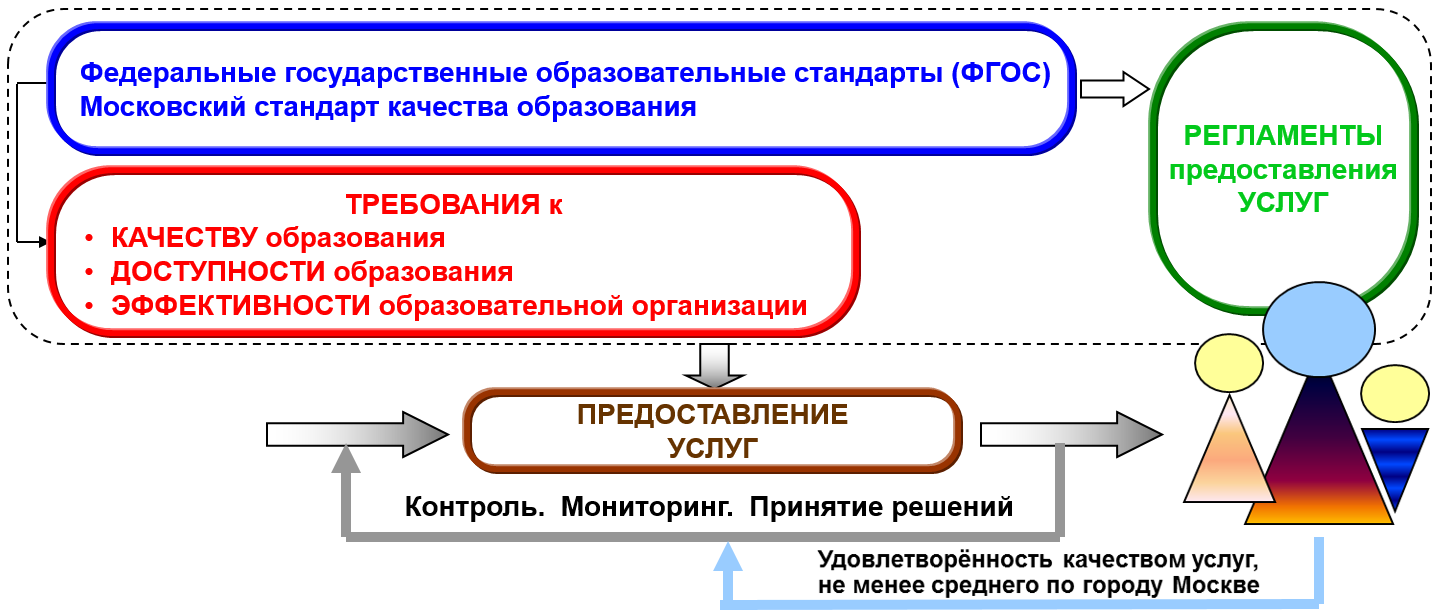 Федеральные государственные образовательные стандарты (ФГОС)
Московский стандарт качества образования
РЕГЛАМЕНТЫ
предоставления
УСЛУГ
ТРЕБОВАНИЯ к
• КАЧЕСТВУ образования
• ДОСТУПНОСТИ образования
• ЭФФЕКТИВНОСТИ образовательной организации
ПРЕДОСТАВЛЕНИЕ
УСЛУГ
Контроль. Мониторинг. Принятие решений
Удовлетворённость качеством услуг,
не менее среднего по городу Москве